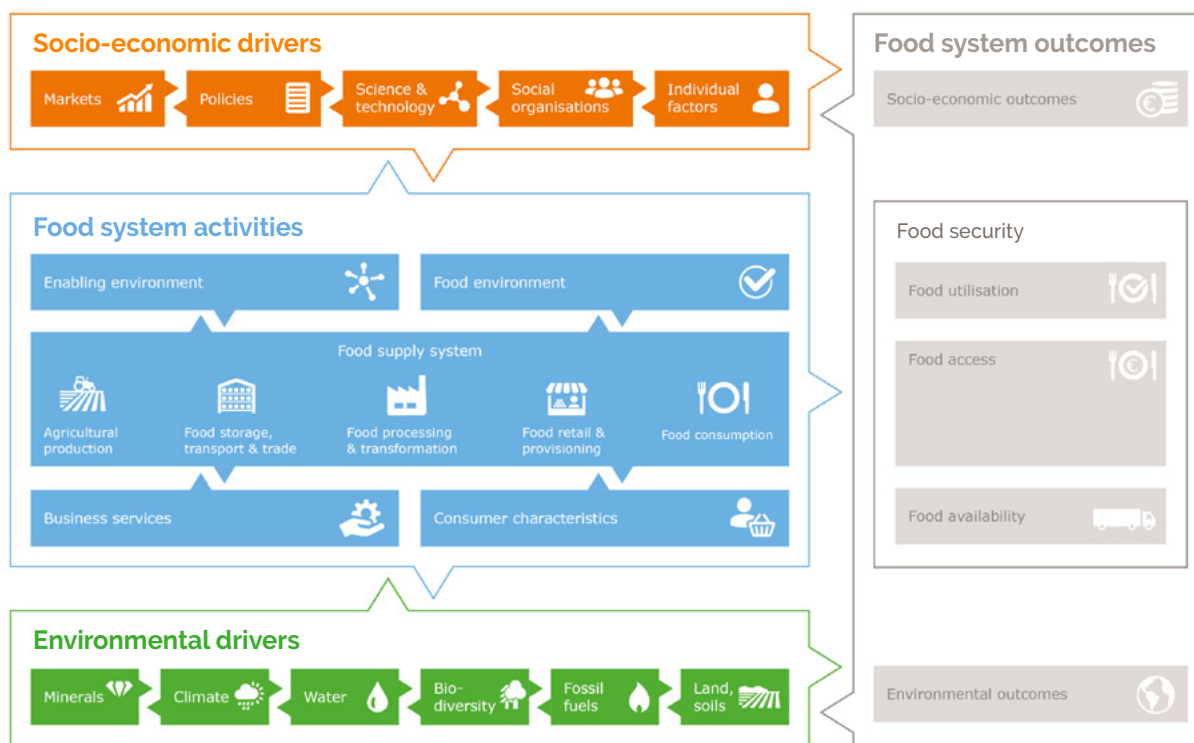 Socio-economic drivers
Markets
Policies
Science &
technology
Social
organisations
Individual
factors
Food system activities
Enabling environment
Food environment
Food supply system
Agricultural
production
Food storage,
transport & trade
Food processing
& transformation
Food retail &
provisioning
Food consumption
Business services
Consumer characteristics
Environmental drivers
Minerals
Climate
Water
Bio-
diversity
Fossil
fuels
Land,
soils
Food system outcomes
Socio-economic outcomes
Food security
Food utilisation
Food access
Food availability
Environmental outcomes